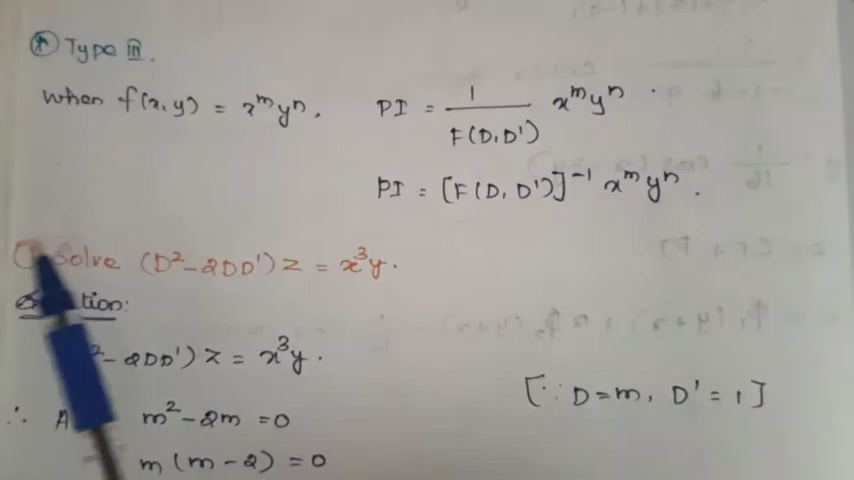 * Type III.
When f(x,y) = x^m y^n, PI = 1/F(D,D') x^m y^n.
PI = [F(D, D')]^-1 x^m y^n.
Solve (D² - 2DD')z = x³y.
tion:
² - 2DD')z = x³y.
∴ A m² - 2m = 0 [∵ D = m, D' = 1]
m(m-2) = 0